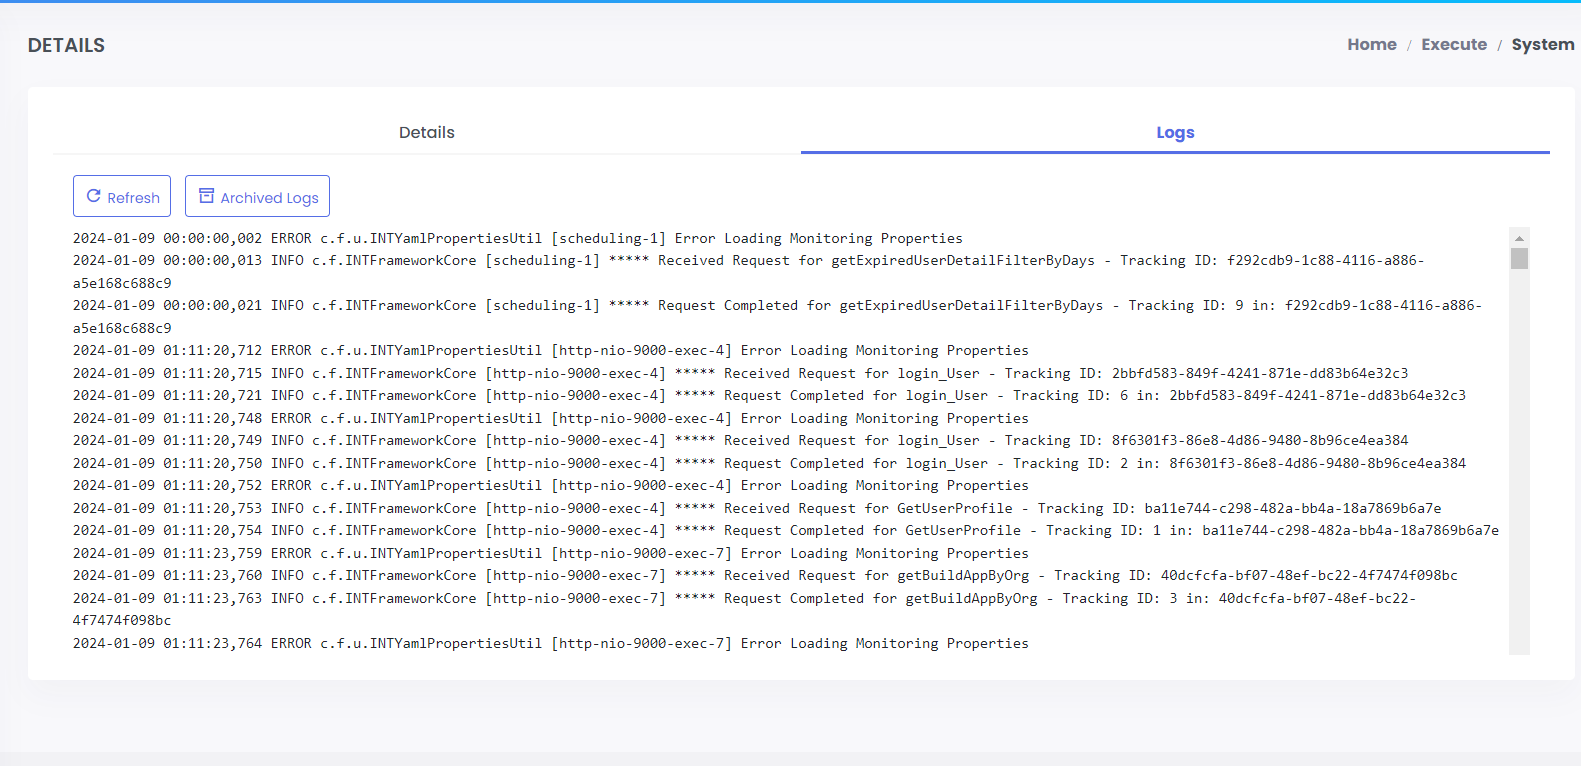 DETAILS
Home / Execute / System
Details
Logs
Refresh
Archived Logs
2024-01-09 00:00:00,002 ERROR c.f.u.INTYamlPropertiesUtil [scheduling-1] Error Loading Monitoring Properties
2024-01-09 00:00:00,013 INFO c.f.INTFrameworkCore [scheduling-1] ***** Received Request for getExpiredUserDetailFilterByDays - Tracking ID: f292cdb9-1c88-4116-a886-
a5e168c688c9
2024-01-09 00:00:00,021 INFO c.f.INTFrameworkCore [scheduling-1] ***** Request Completed for getExpiredUserDetailFilterByDays - Tracking ID: 9 in: f292cdb9-1c88-4116-a886-
a5e168c688c9
2024-01-09 01:11:20,712 ERROR c.f.u.INTYamlPropertiesUtil [http-nio-9000-exec-4] Error Loading Monitoring Properties
2024-01-09 01:11:20,715 INFO c.f.INTFrameworkCore [http-nio-9000-exec-4] ***** Received Request for login_User - Tracking ID: 2bbfd583-849f-4241-871e-dd83b64e32c3
2024-01-09 01:11:20,721 INFO c.f.INTFrameworkCore [http-nio-9000-exec-4] ***** Request Completed for login_User - Tracking ID: 6 in: 2bbfd583-849f-4241-871e-dd83b64e32c3
2024-01-09 01:11:20,748 ERROR c.f.u.INTYamlPropertiesUtil [http-nio-9000-exec-4] Error Loading Monitoring Properties
2024-01-09 01:11:20,749 INFO c.f.INTFrameworkCore [http-nio-9000-exec-4] ***** Received Request for login_User - Tracking ID: 8f6301f3-86e8-4d86-9480-8b96ce4ea384
2024-01-09 01:11:20,750 INFO c.f.INTFrameworkCore [http-nio-9000-exec-4] ***** Request Completed for login_User - Tracking ID: 2 in: 8f6301f3-86e8-4d86-9480-8b96ce4ea384
2024-01-09 01:11:20,752 ERROR c.f.u.INTYamlPropertiesUtil [http-nio-9000-exec-4] Error Loading Monitoring Properties
2024-01-09 01:11:20,753 INFO c.f.INTFrameworkCore [http-nio-9000-exec-4] ***** Received Request for GetUserProfile - Tracking ID: ba11e744-c298-482a-bb4a-18a7869b6a7e
2024-01-09 01:11:20,754 INFO c.f.INTFrameworkCore [http-nio-9000-exec-4] ***** Request Completed for GetUserProfile - Tracking ID: 1 in: ba11e744-c298-482a-bb4a-18a7869b6a7e
2024-01-09 01:11:23,759 ERROR c.f.u.INTYamlPropertiesUtil [http-nio-9000-exec-7] Error Loading Monitoring Properties
2024-01-09 01:11:23,760 INFO c.f.INTFrameworkCore [http-nio-9000-exec-7] ***** Received Request for getBuildAppByOrg - Tracking ID: 40dcfcfa-bf07-48ef-bc22-4f7474f098bc
2024-01-09 01:11:23,763 INFO c.f.INTFrameworkCore [http-nio-9000-exec-7] ***** Request Completed for getBuildAppByOrg - Tracking ID: 3 in: 40dcfcfa-bf07-48ef-bc22-
4f7474f098bc
2024-01-09 01:11:23,764 ERROR c.f.u.INTYamlPropertiesUtil [http-nio-9000-exec-7] Error Loading Monitoring Properties